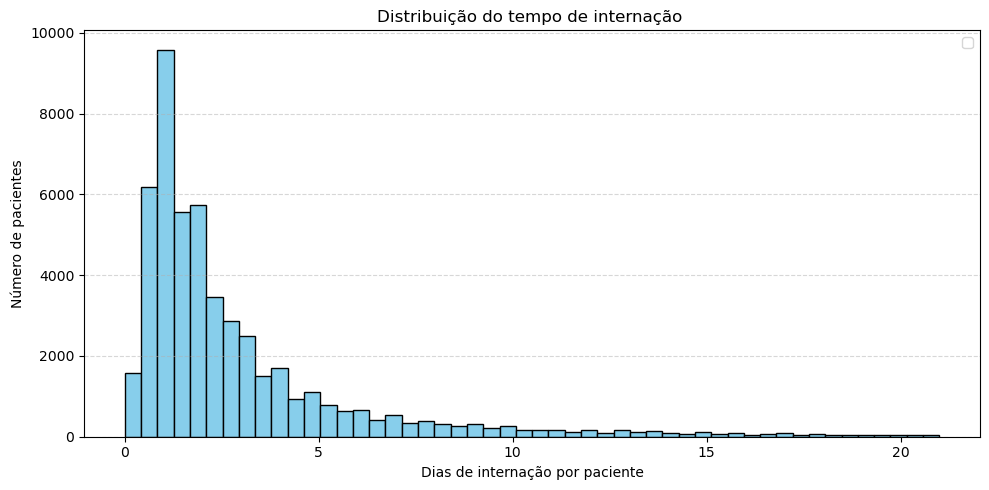 Distribuição do tempo de internação
10000
8000
6000
4000
2000
0
Número de pacientes
0 5 10 15 20
Dias de internação por paciente